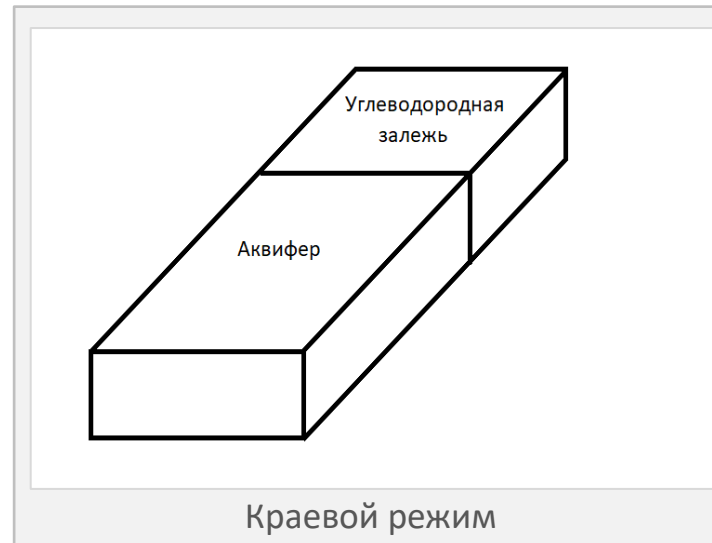 Углеводородная
залежь
Аквифер
Краевой режим